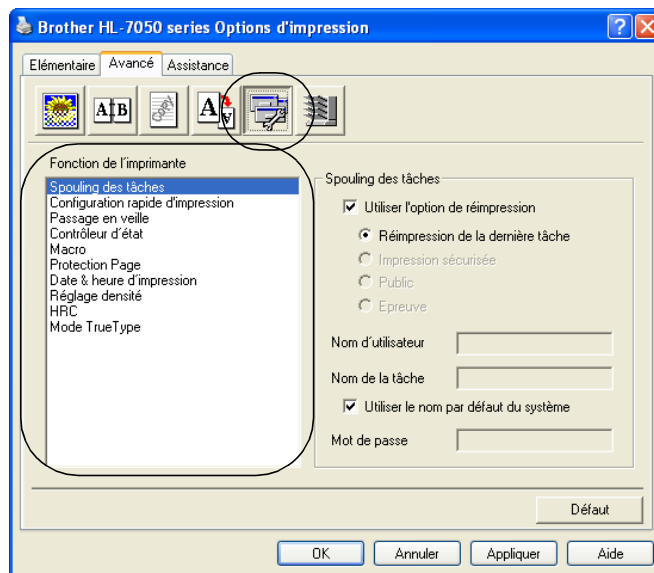 Brother HL-7050 series Options d'impression
Elémentaire Avancé Assistance
A B copy A A
Fonction de l'imprimante
Spouling des tâches
Configuration rapide d'impression
Passage en veille
Contrôleur d'état
Macro
Protection Page
Date & heure d'impression
Réglage densité
HRC
Mode TrueType
Spouling des tâches
Utiliser l'option de réimpression
Réimpression de la dernière tâche
Impression sécurisée
Public
Epreuve
Nom d'utilisateur
Nom de la tâche
Utiliser le nom par défaut du système
Mot de passe
Défaut
OK Annuler Appliquer Aide